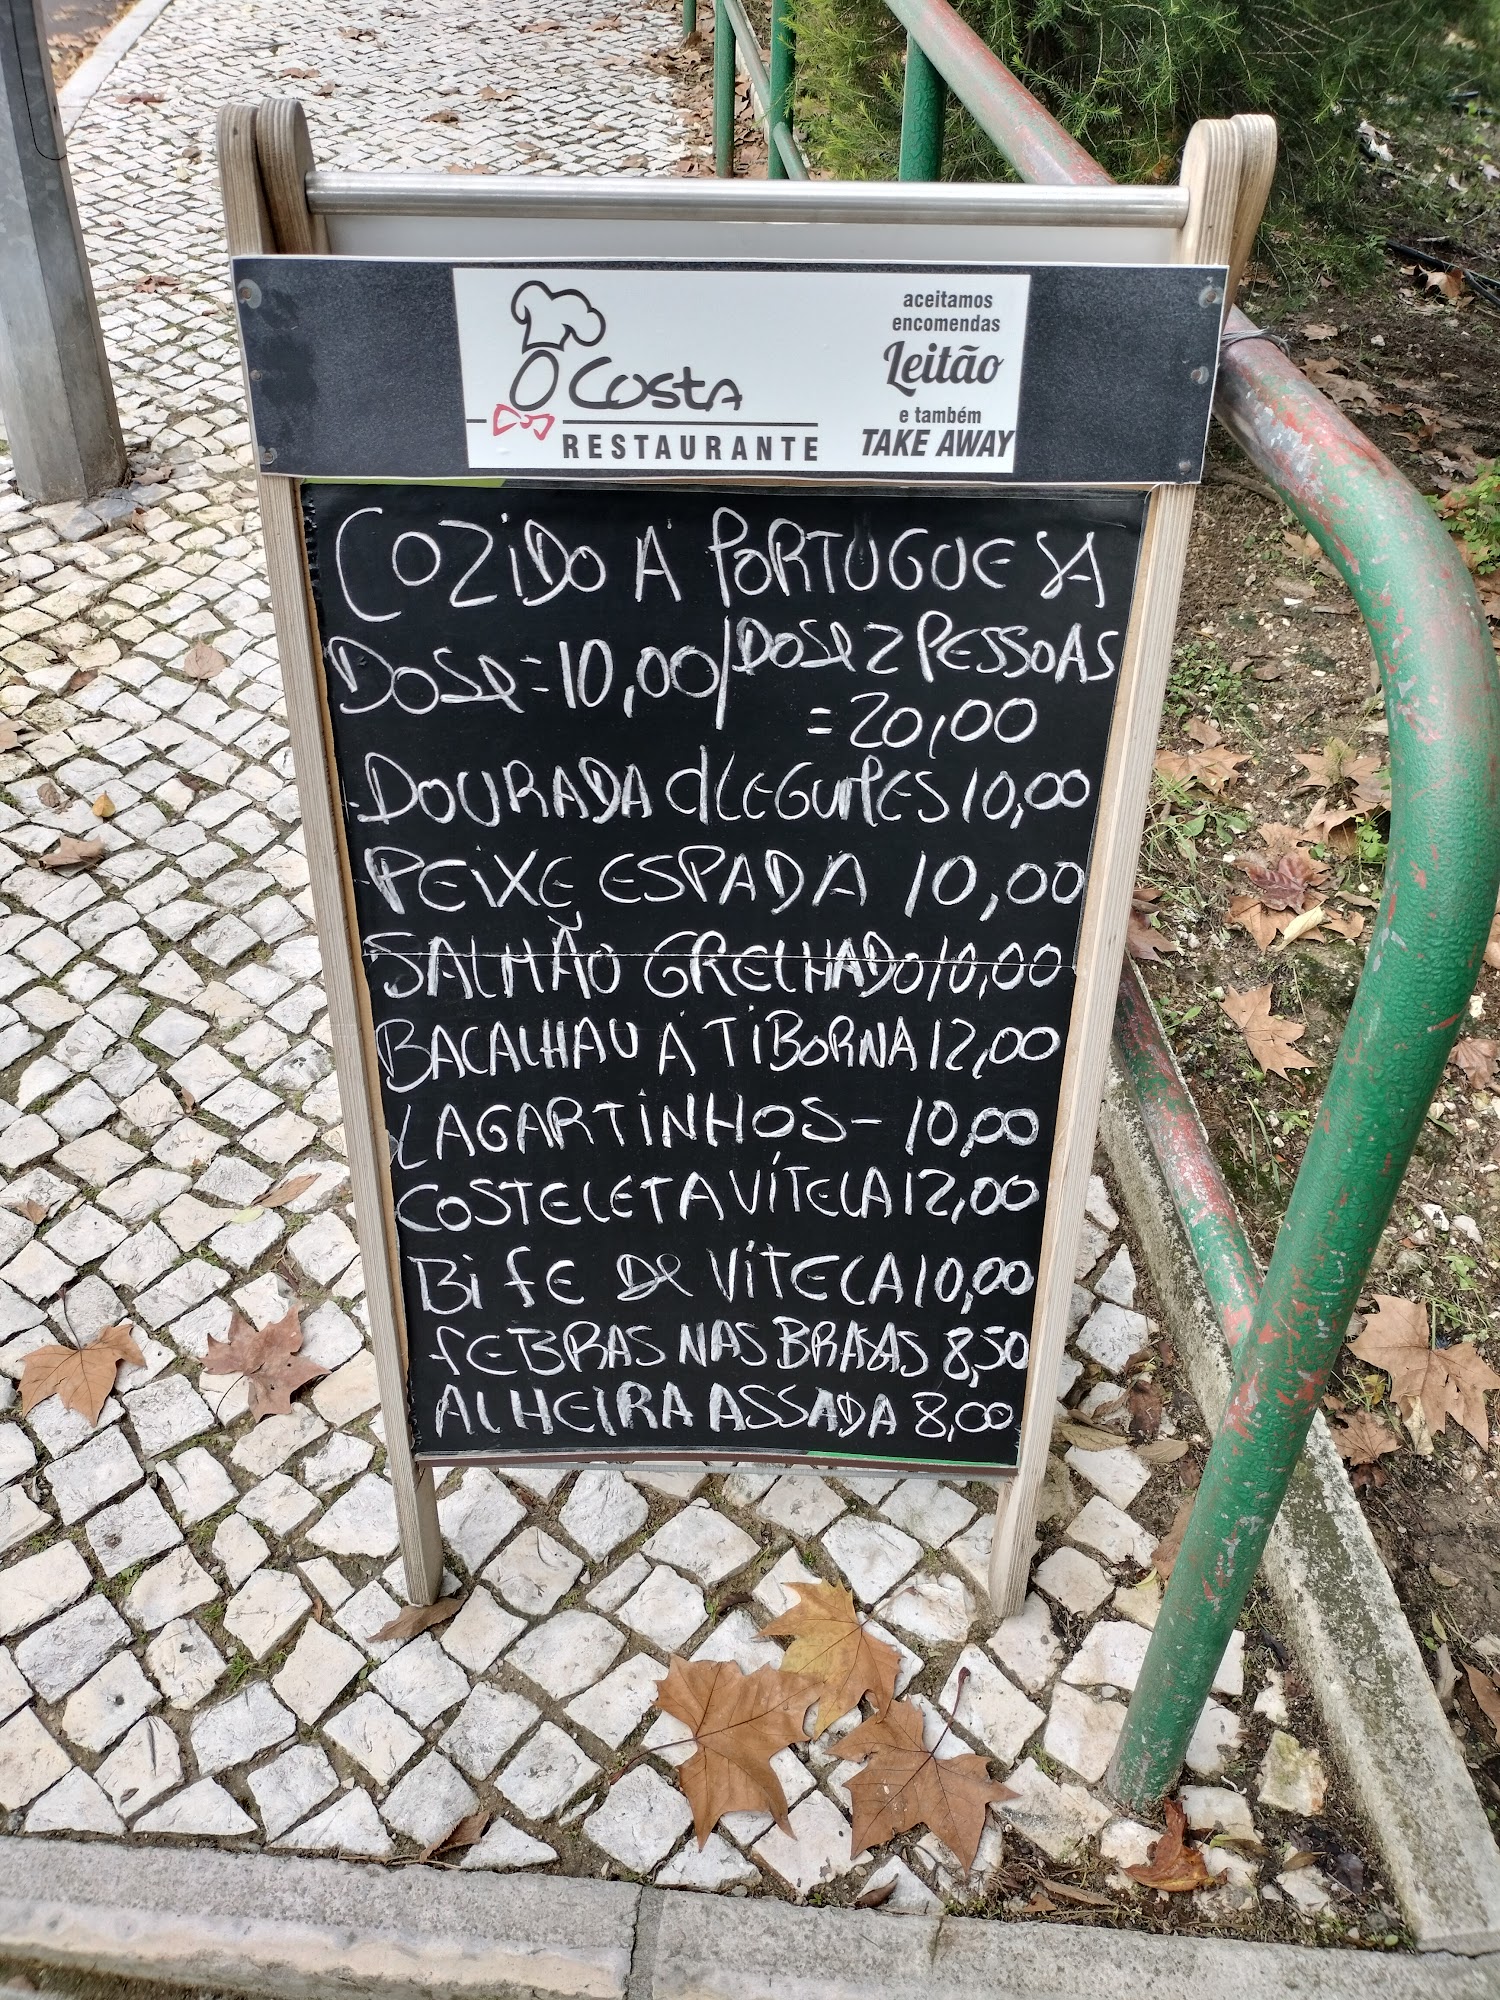 O Costa
RESTAURANTE
aceitamos
encomendas
Leitão
e também
TAKE AWAY
COZiDO À PORTUGUESA
DOSE=10,00/DOSE 2 PESSOAS
=20,00
-DOURADA C/LEGUMES 10,00
-PEiXE ESPADA 10,00
SALMÃO GRELHADO 10,00
BACALHAU À TiBORNA 12,00
LAGARTiNHOS - 10,00
COSTELETA VÍTELA 12,00
BifE DE VÍTELA 10,00
fEBRAS NAS BRASAS 8,50
ALHEIRA ASSADA 8,00